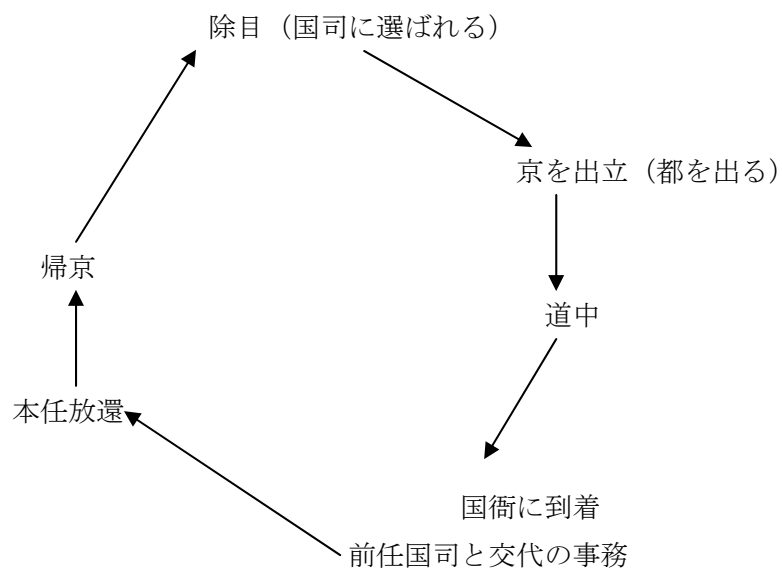 除目（国司に選ばれる）
京を出立（都を出る）
道中
国衙に到着
前任国司と交代の事務
本任放還
帰京